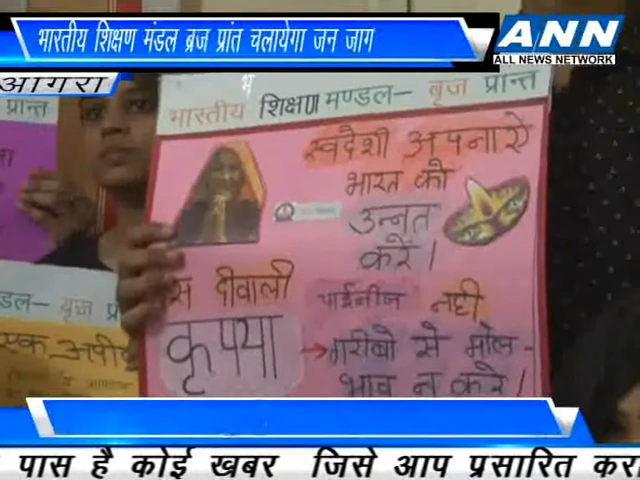 भारतीय शिक्षण मंडल ब्रज प्रांत चलायेगा जन जाग
ANN
ALL NEWS NETWORK
आगरा
प्रान्त
भारतीय शिक्षण मण्डल– बृज प्रान्त
स्वदेशी अपनाऐ
भारत को
उन्नत
करें।
स दीवाली
चाईनीज नही
कृपया
→गरीबो से मोल-
भाव न करे!
डल– बृज प्र
एक अपी
पास है कोई खबर जिसे आप प्रसारित करा